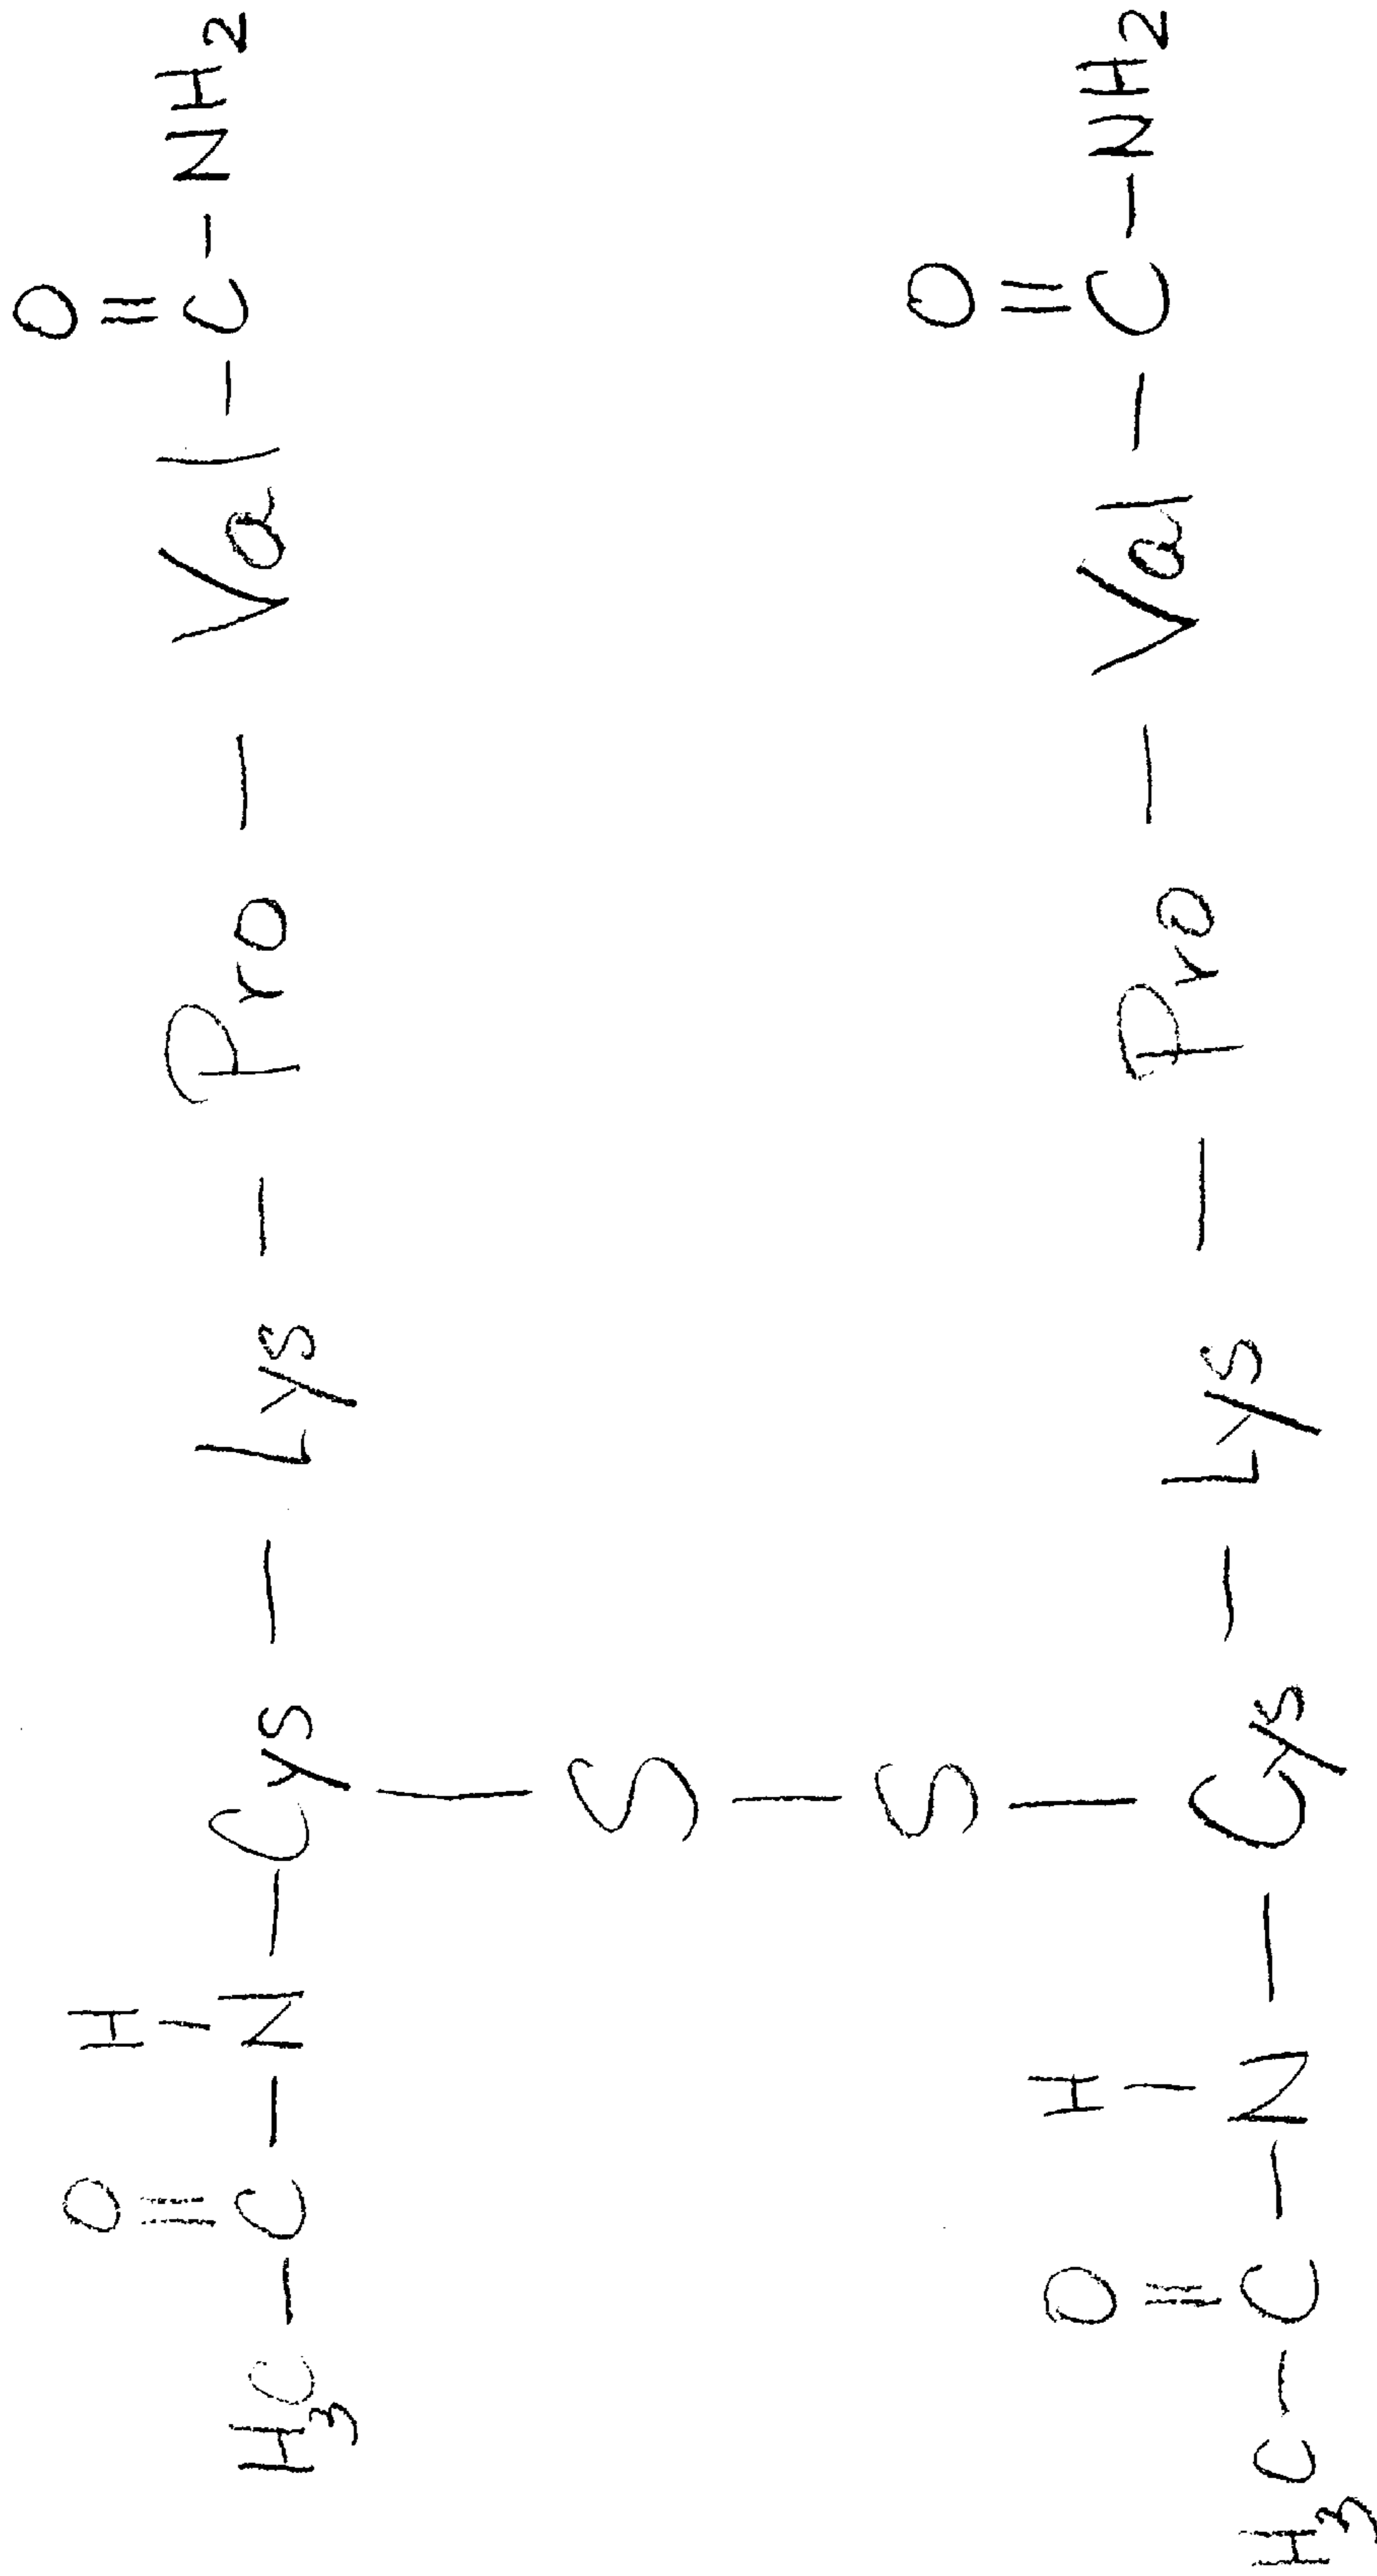 O H O
H3C – C – N – Cys – Lys – Pro – Val – C – NH2
S
S
O H O
H3C – C – N – Cys – Lys – Pro – Val – C – NH2